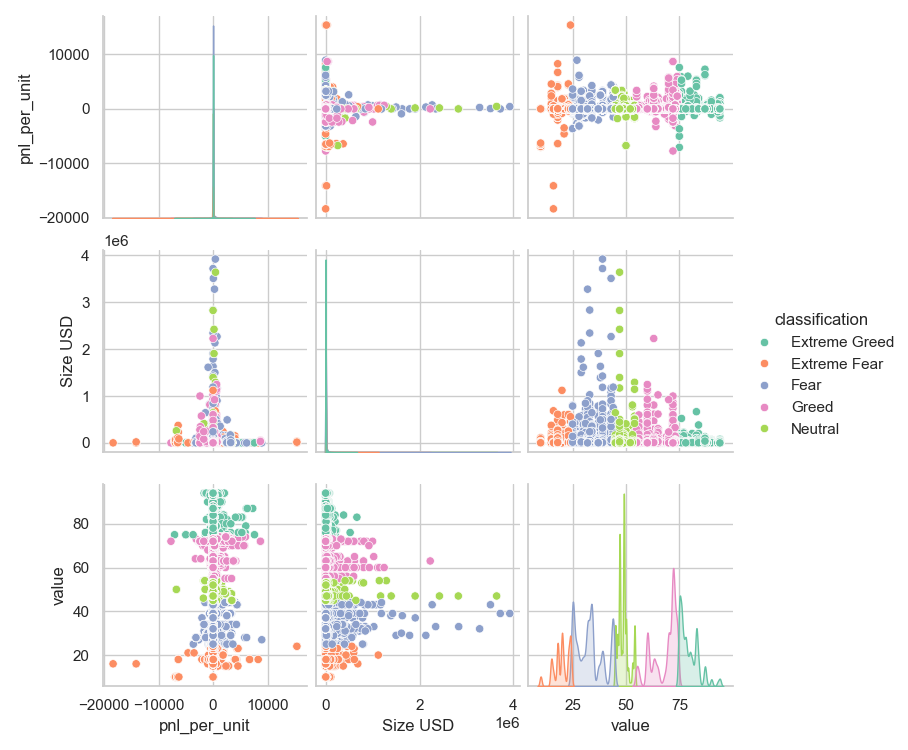 10000
0
−10000
−20000
pnl_per_unit
1e6
4
3
2
1
0
Size USD
classification
Extreme Greed
Extreme Fear
Fear
Greed
Neutral
80
60
40
20
value
−20000 −10000 0 10000
0 2 4
25 50 75
1e6
pnl_per_unit
Size USD
value